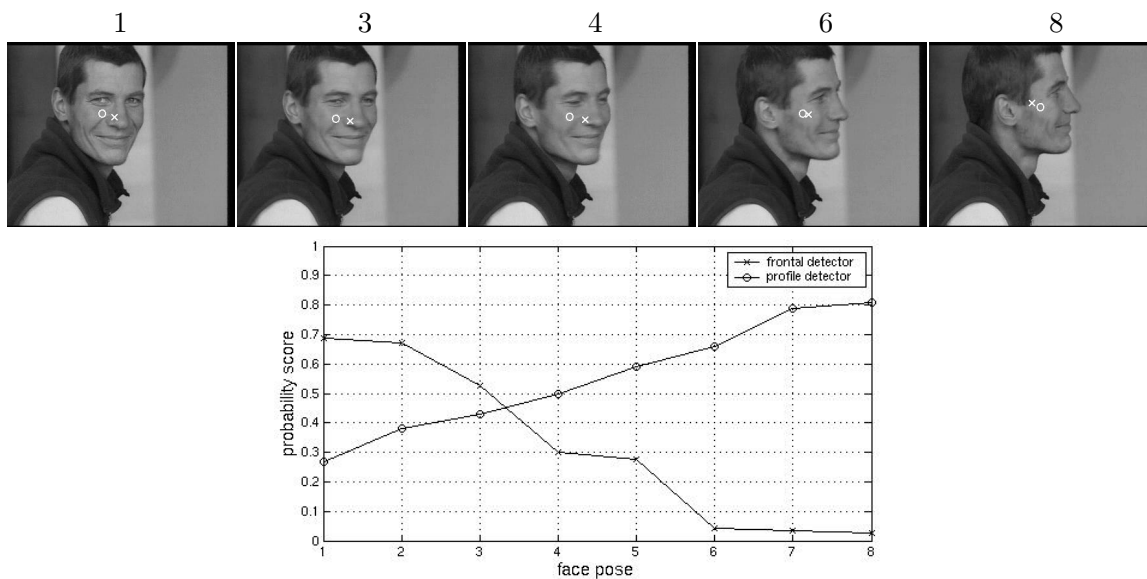 1 3 4 6 8
frontal detector
profile detector
probability score
1
0.9
0.8
0.7
0.6
0.5
0.4
0.3
0.2
0.1
0
1 2 3 4 5 6 7 8
face pose